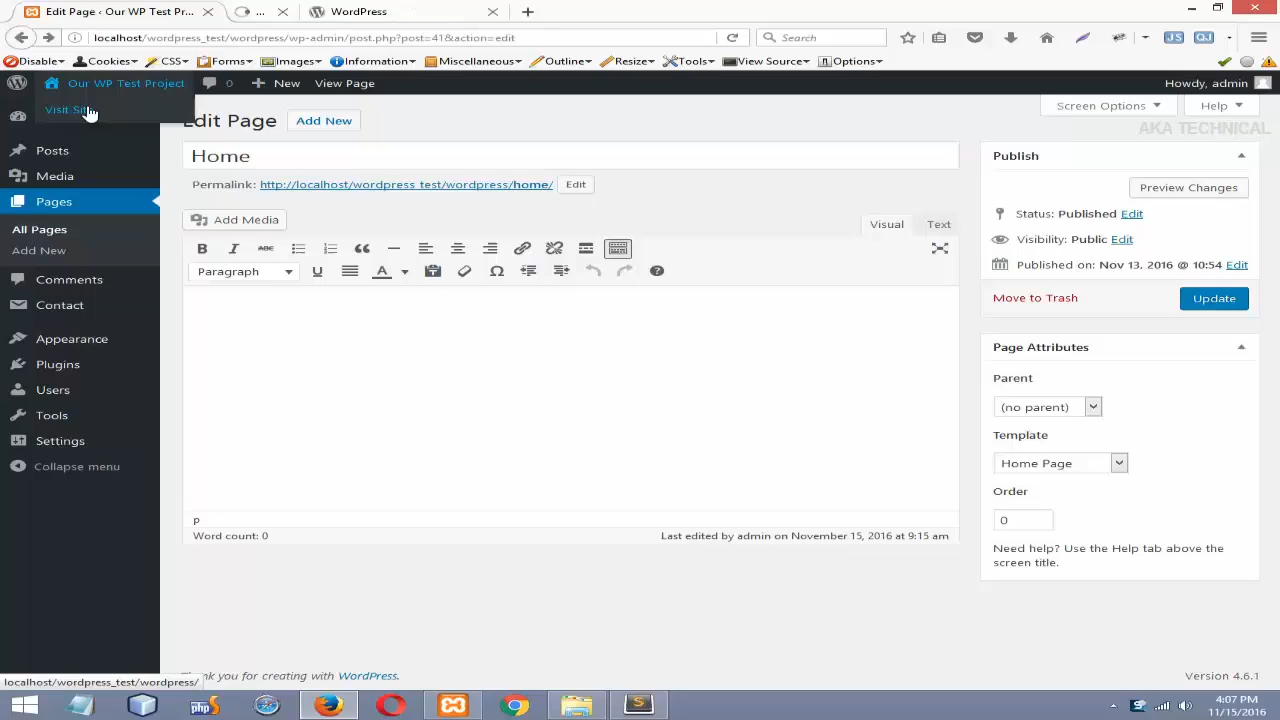 Edit Page ‹ Our WP Test Pr... ×
... ×
WordPress × +
localhost/wordpress_test/wordpress/wp-admin/post.php?post=41&action=edit
Search
Disable Cookies CSS Forms Images Information Miscellaneous Outline Resize Tools View Source Options
Our WP Test Project 0 New View Page
Howdy, admin
Visit Si
Screen Options Help
Edit Page Add New
AKA TECHNICAL
Posts
Media
Pages
All Pages
Add New
Comments
Contact
Appearance
Plugins
Users
Tools
Settings
Collapse menu
Home
Permalink: http://localhost/wordpress_test/wordpress/home/ Edit
Add Media
Visual Text
B I ABC
Paragraph U A
p
Word count: 0
Last edited by admin on November 15, 2016 at 9:15 am
Publish
Preview Changes
Status: Published Edit
Visibility: Public Edit
Published on: Nov 13, 2016 @ 10:54 Edit
Move to Trash Update
Page Attributes
Parent
(no parent)
Template
Home Page
Order
0
Need help? Use the Help tab above the
screen title.
nk you for creating with WordPress.
Version 4.6.1
localhost/wordpress_test/wordpress/
4:07 PM
11/15/2016